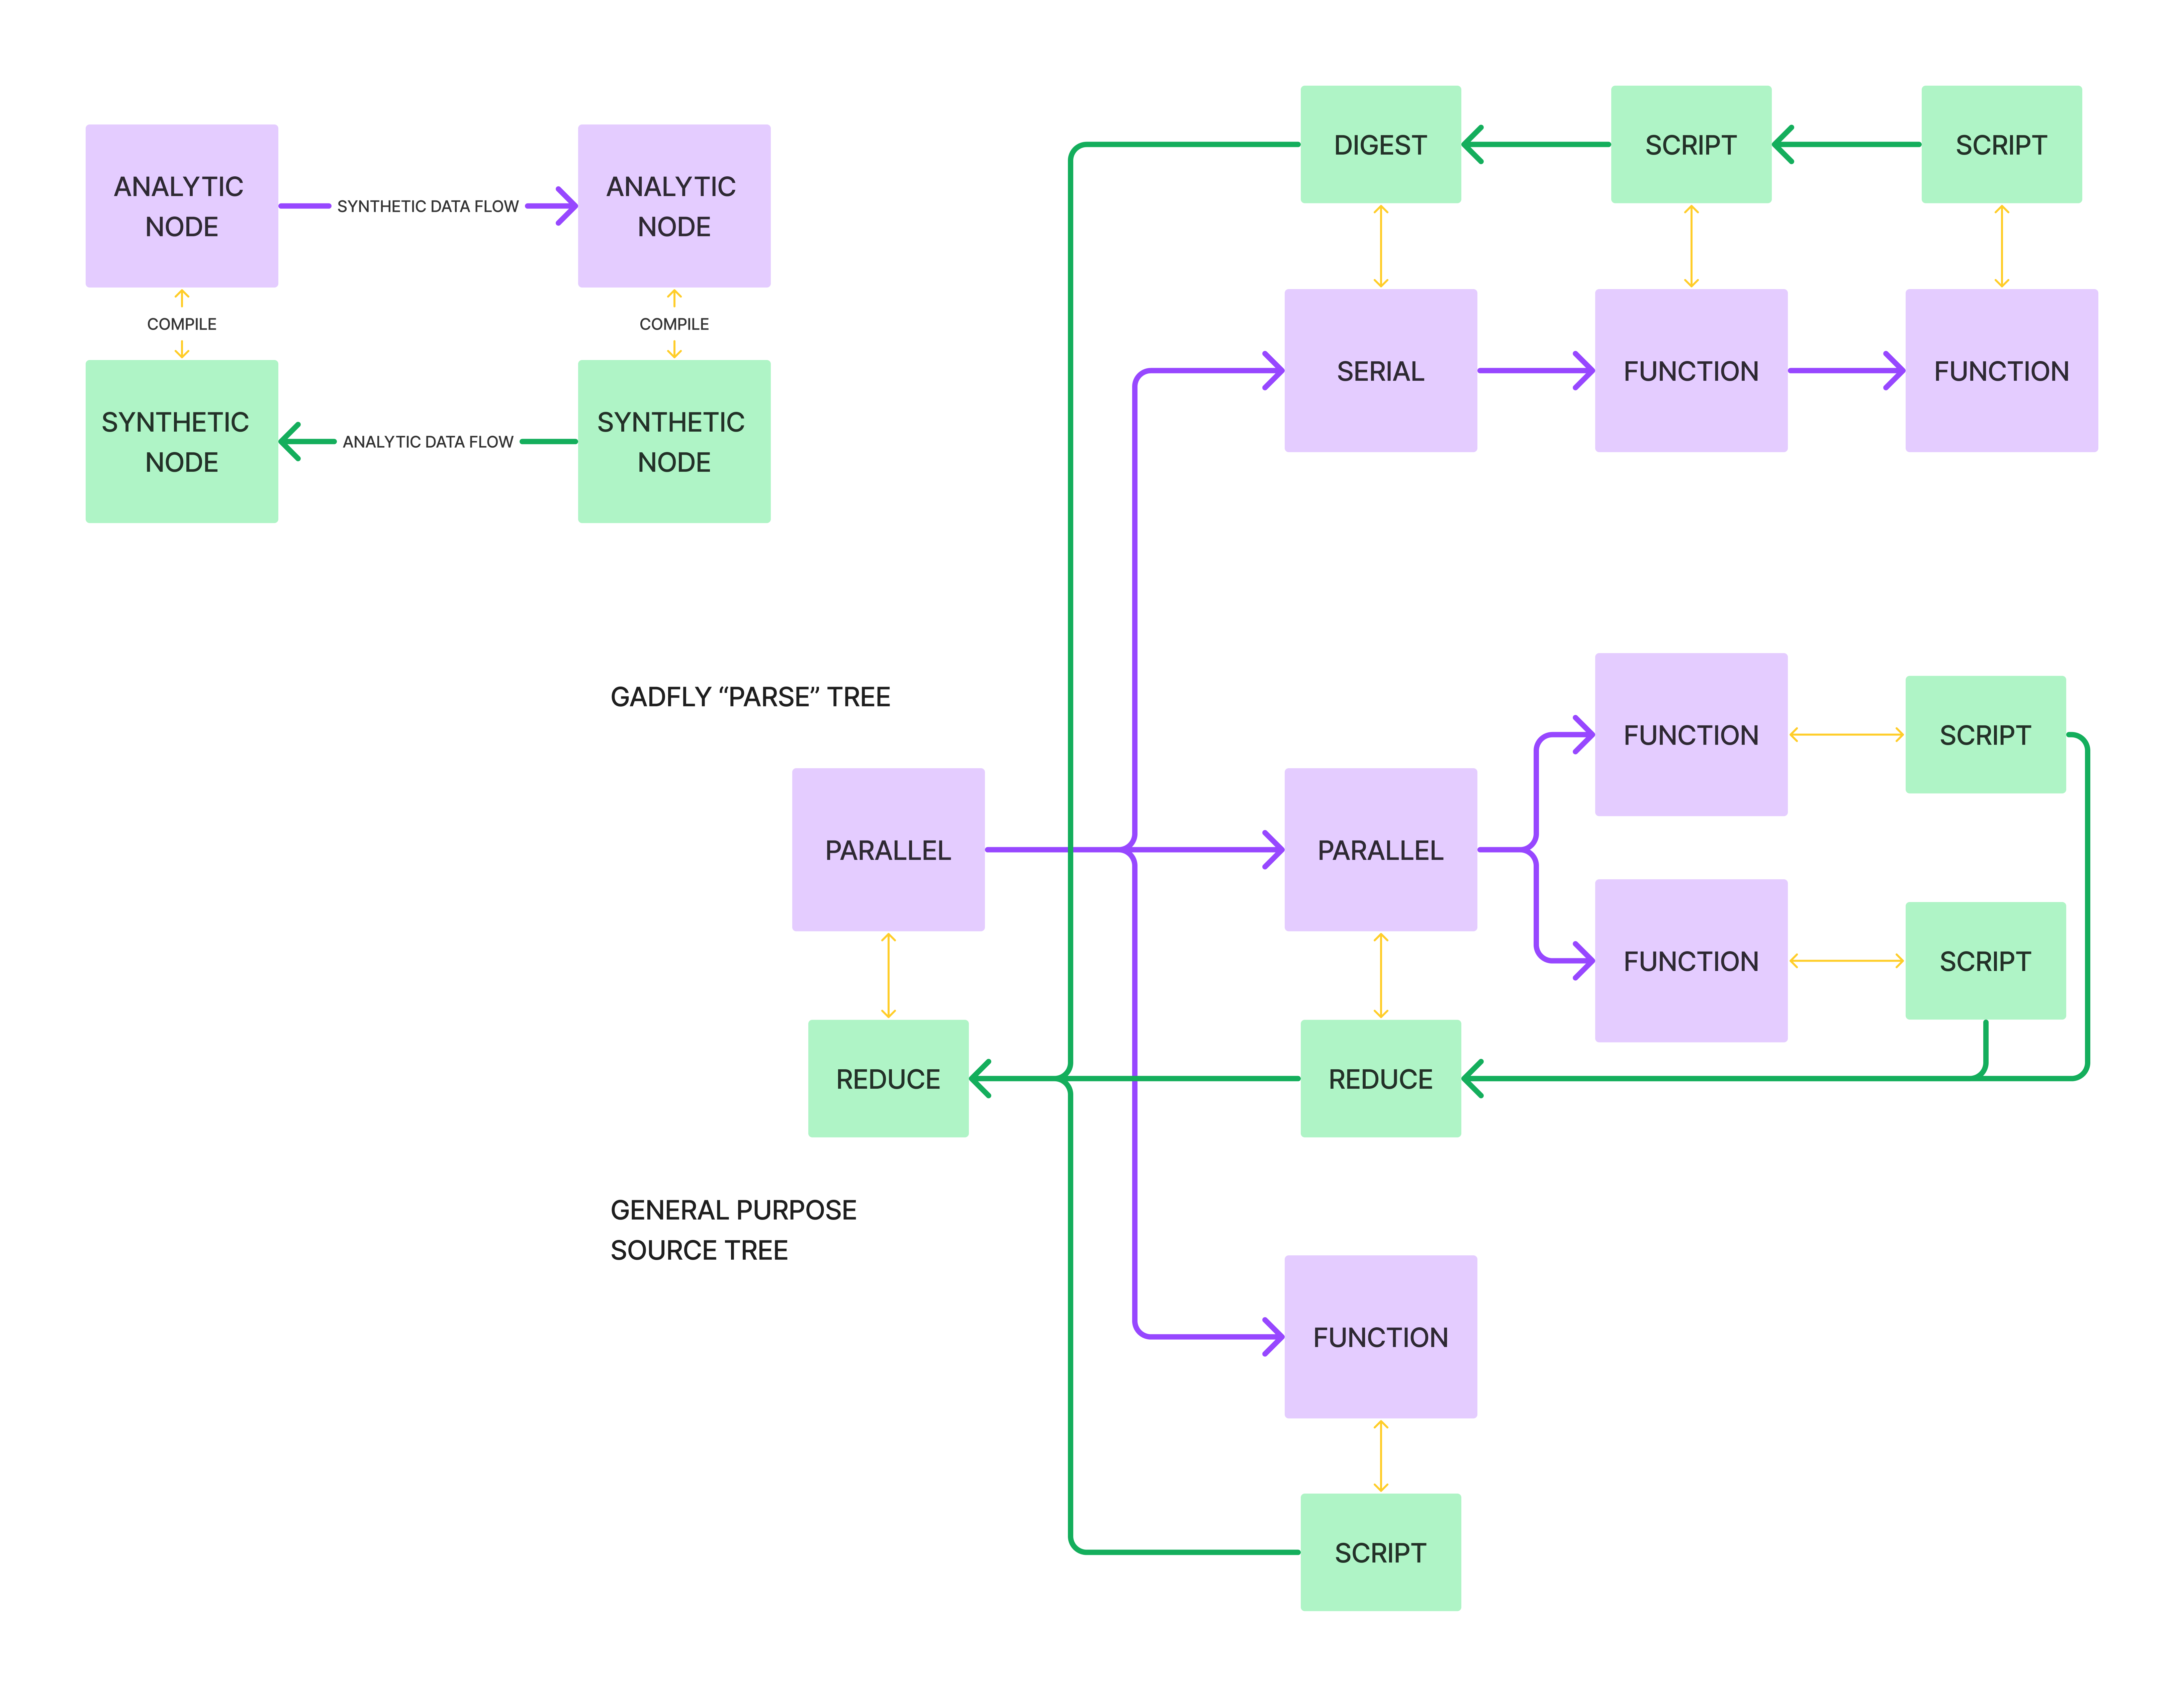 ANALYTIC
NODE
SYNTHETIC DATA FLOW
ANALYTIC
NODE
COMPILE
COMPILE
SYNTHETIC
NODE
ANALYTIC DATA FLOW
SYNTHETIC
NODE
DIGEST
SCRIPT
SCRIPT
SERIAL
FUNCTION
FUNCTION
GADFLY “PARSE” TREE
FUNCTION
SCRIPT
PARALLEL
PARALLEL
FUNCTION
SCRIPT
REDUCE
REDUCE
GENERAL PURPOSE
SOURCE TREE
FUNCTION
SCRIPT